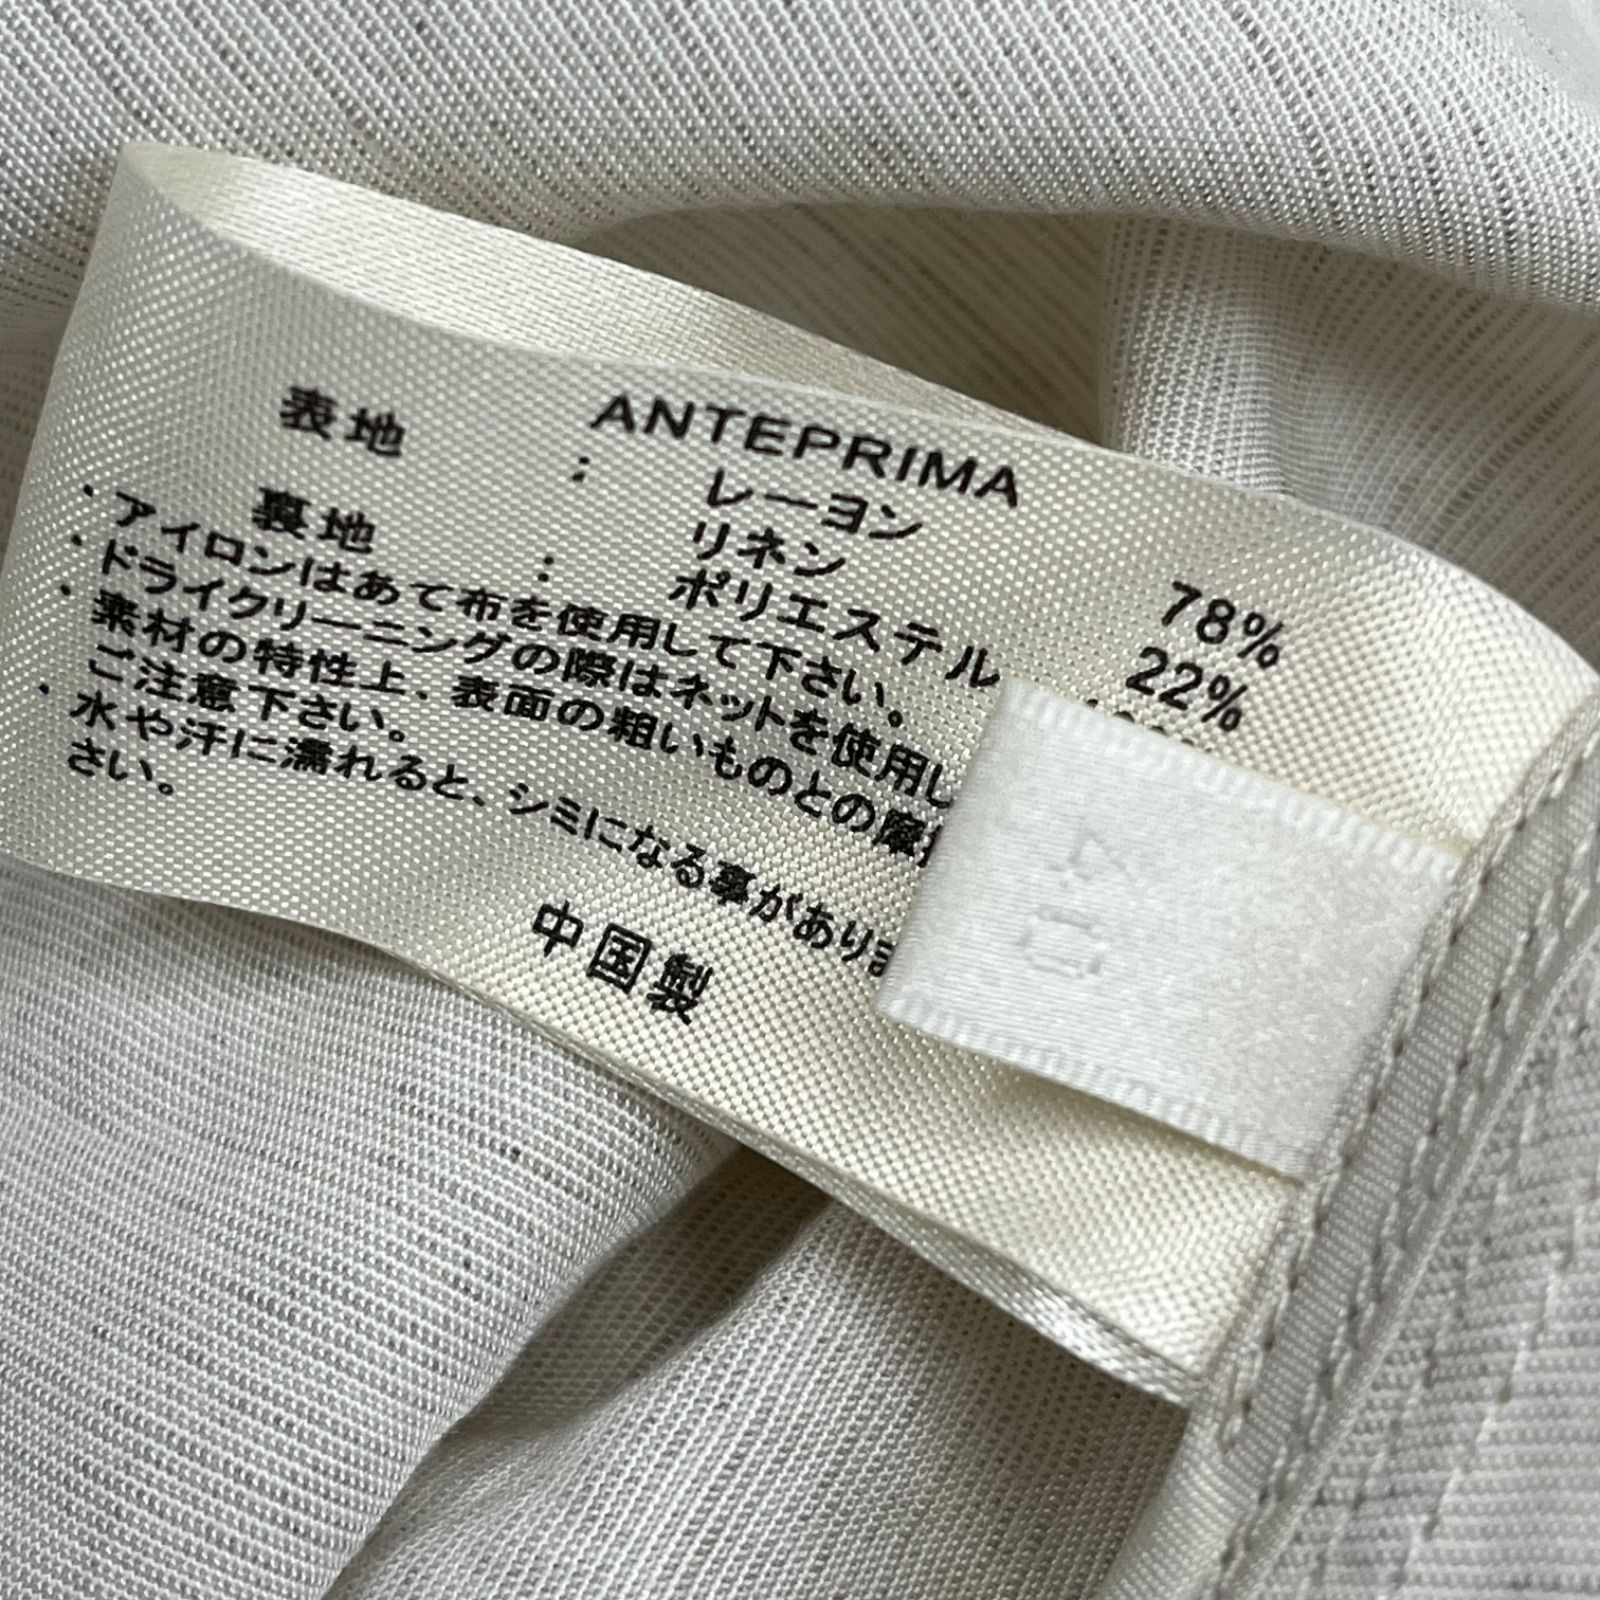 ANTEPRIMA
表地 : レーヨン 78%
リネン 22%
裏地 : ポリエステル
・アイロンはあて布を使用して下さい。
・ドライクリーニングの際はネットを使用し
・素材の特性上、表面の粗いものとの摩
ご注意下さい。
・水や汗に濡れると、シミになる事がありま
さい。
中国製
40